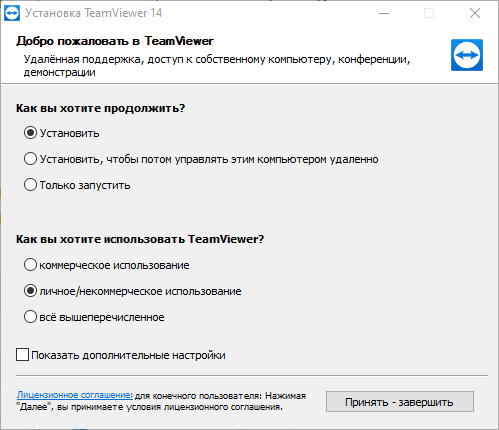 Установка TeamViewer 14
Добро пожаловать в TeamViewer
Удалённая поддержка, доступ к собственному компьютеру, конференции,
демонстрации
Как вы хотите продолжить?
Установить
Установить, чтобы потом управлять этим компьютером удаленно
Только запустить
Как вы хотите использовать TeamViewer?
коммерческое использование
личное/некоммерческое использование
всё вышеперечисленное
Показать дополнительные настройки
Лицензионное соглашение: для конечного пользователя: Нажимая
"Далее", вы принимаете условия лицензионного соглашения.
Принять - завершить